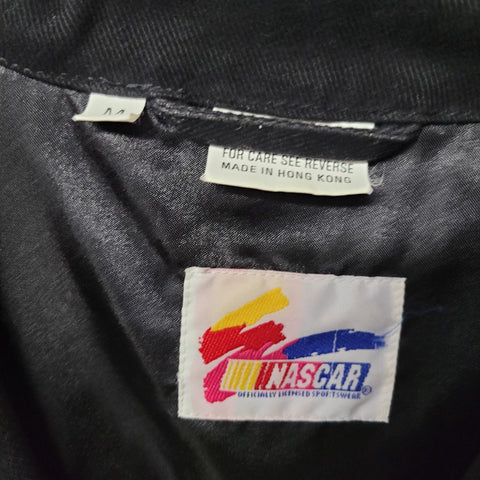 M
FOR CARE SEE REVERSE
MADE IN HONG KONG
NASCAR®
OFFICIALLY LICENSED SPORTSWEAR